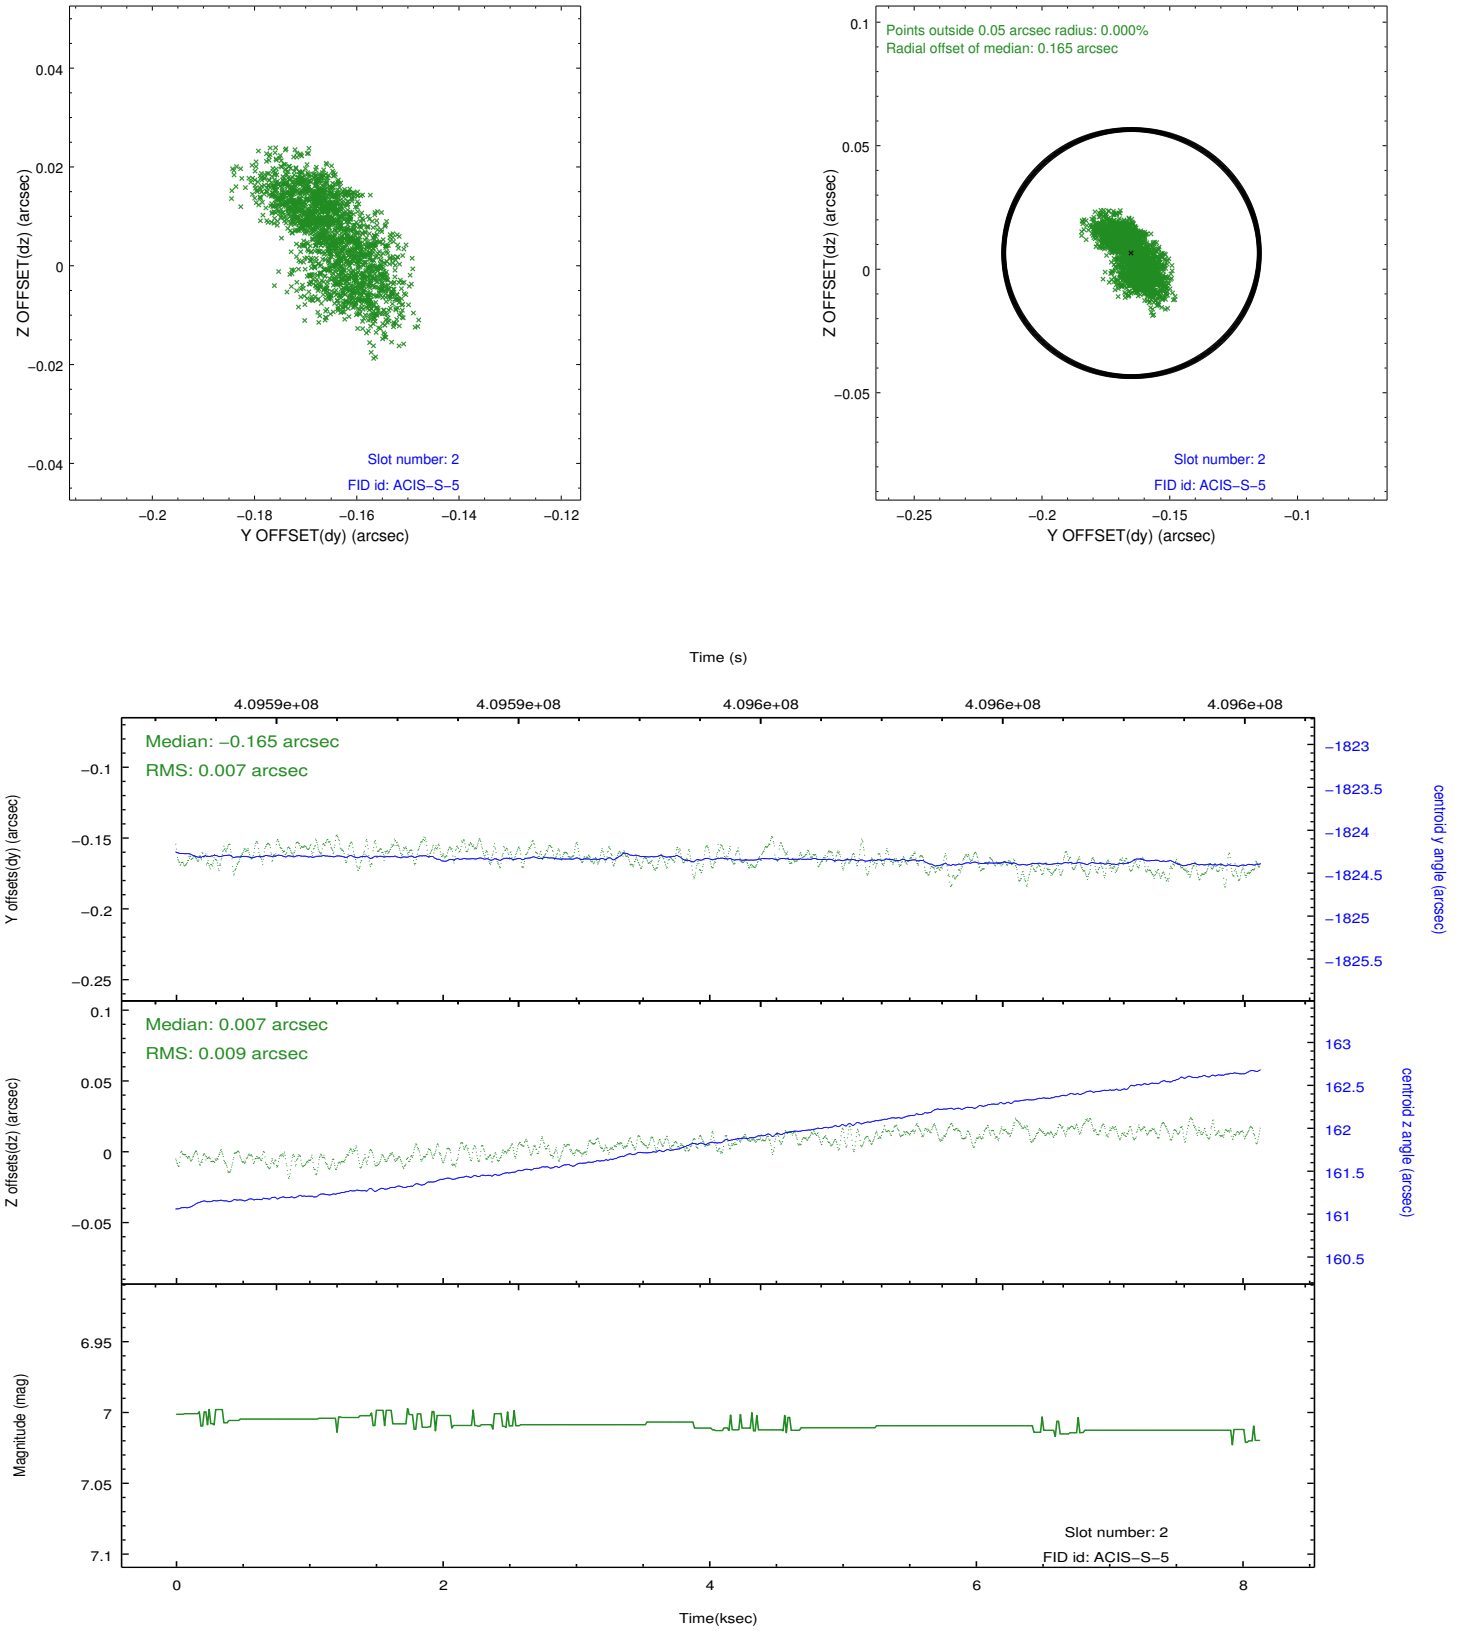 0.04
0.02
0
−0.02
−0.04
Z OFFSET(dz) (arcsec)
Slot number: 2
FID id: ACIS−S−5
−0.2
−0.18
−0.16
−0.14
−0.12
Y OFFSET(dy) (arcsec)
Points outside 0.05 arcsec radius: 0.000%
Radial offset of median: 0.165 arcsec
0.1
0.05
0
−0.05
Z OFFSET(dz) (arcsec)
Slot number: 2
FID id: ACIS−S−5
−0.25
−0.2
−0.15
−0.1
Y OFFSET(dy) (arcsec)
Time (s)
4.0959e+08
4.0959e+08
4.096e+08
4.096e+08
4.096e+08
Median: −0.165 arcsec
RMS: 0.007 arcsec
−0.1
−0.15
−0.2
−0.25
Y offsets(dy) (arcsec)
−1823
−1823.5
−1824
−1824.5
−1825
−1825.5
centroid y angle (arcsec)
Median: 0.007 arcsec
RMS: 0.009 arcsec
0.1
0.05
0
−0.05
Z offsets(dz) (arcsec)
163
162.5
162
161.5
161
160.5
centroid z angle (arcsec)
6.95
7
7.05
7.1
Magnitude (mag)
Slot number: 2
FID id: ACIS−S−5
0
2
4
6
8
Time(ksec)